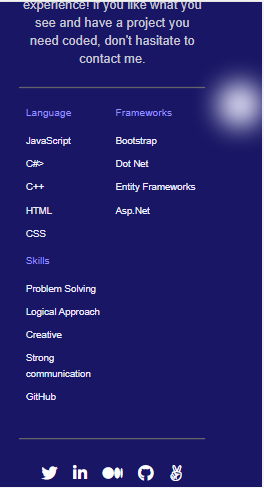 experience! If you like what you
see and have a project you
need coded, don't hasitate to
contact me.
Language
JavaScript
C#>
C++
HTML
CSS
Frameworks
Bootstrap
Dot Net
Entity Frameworks
Asp.Net
Skills
Problem Solving
Logical Approach
Creative
Strong
communication
GitHub